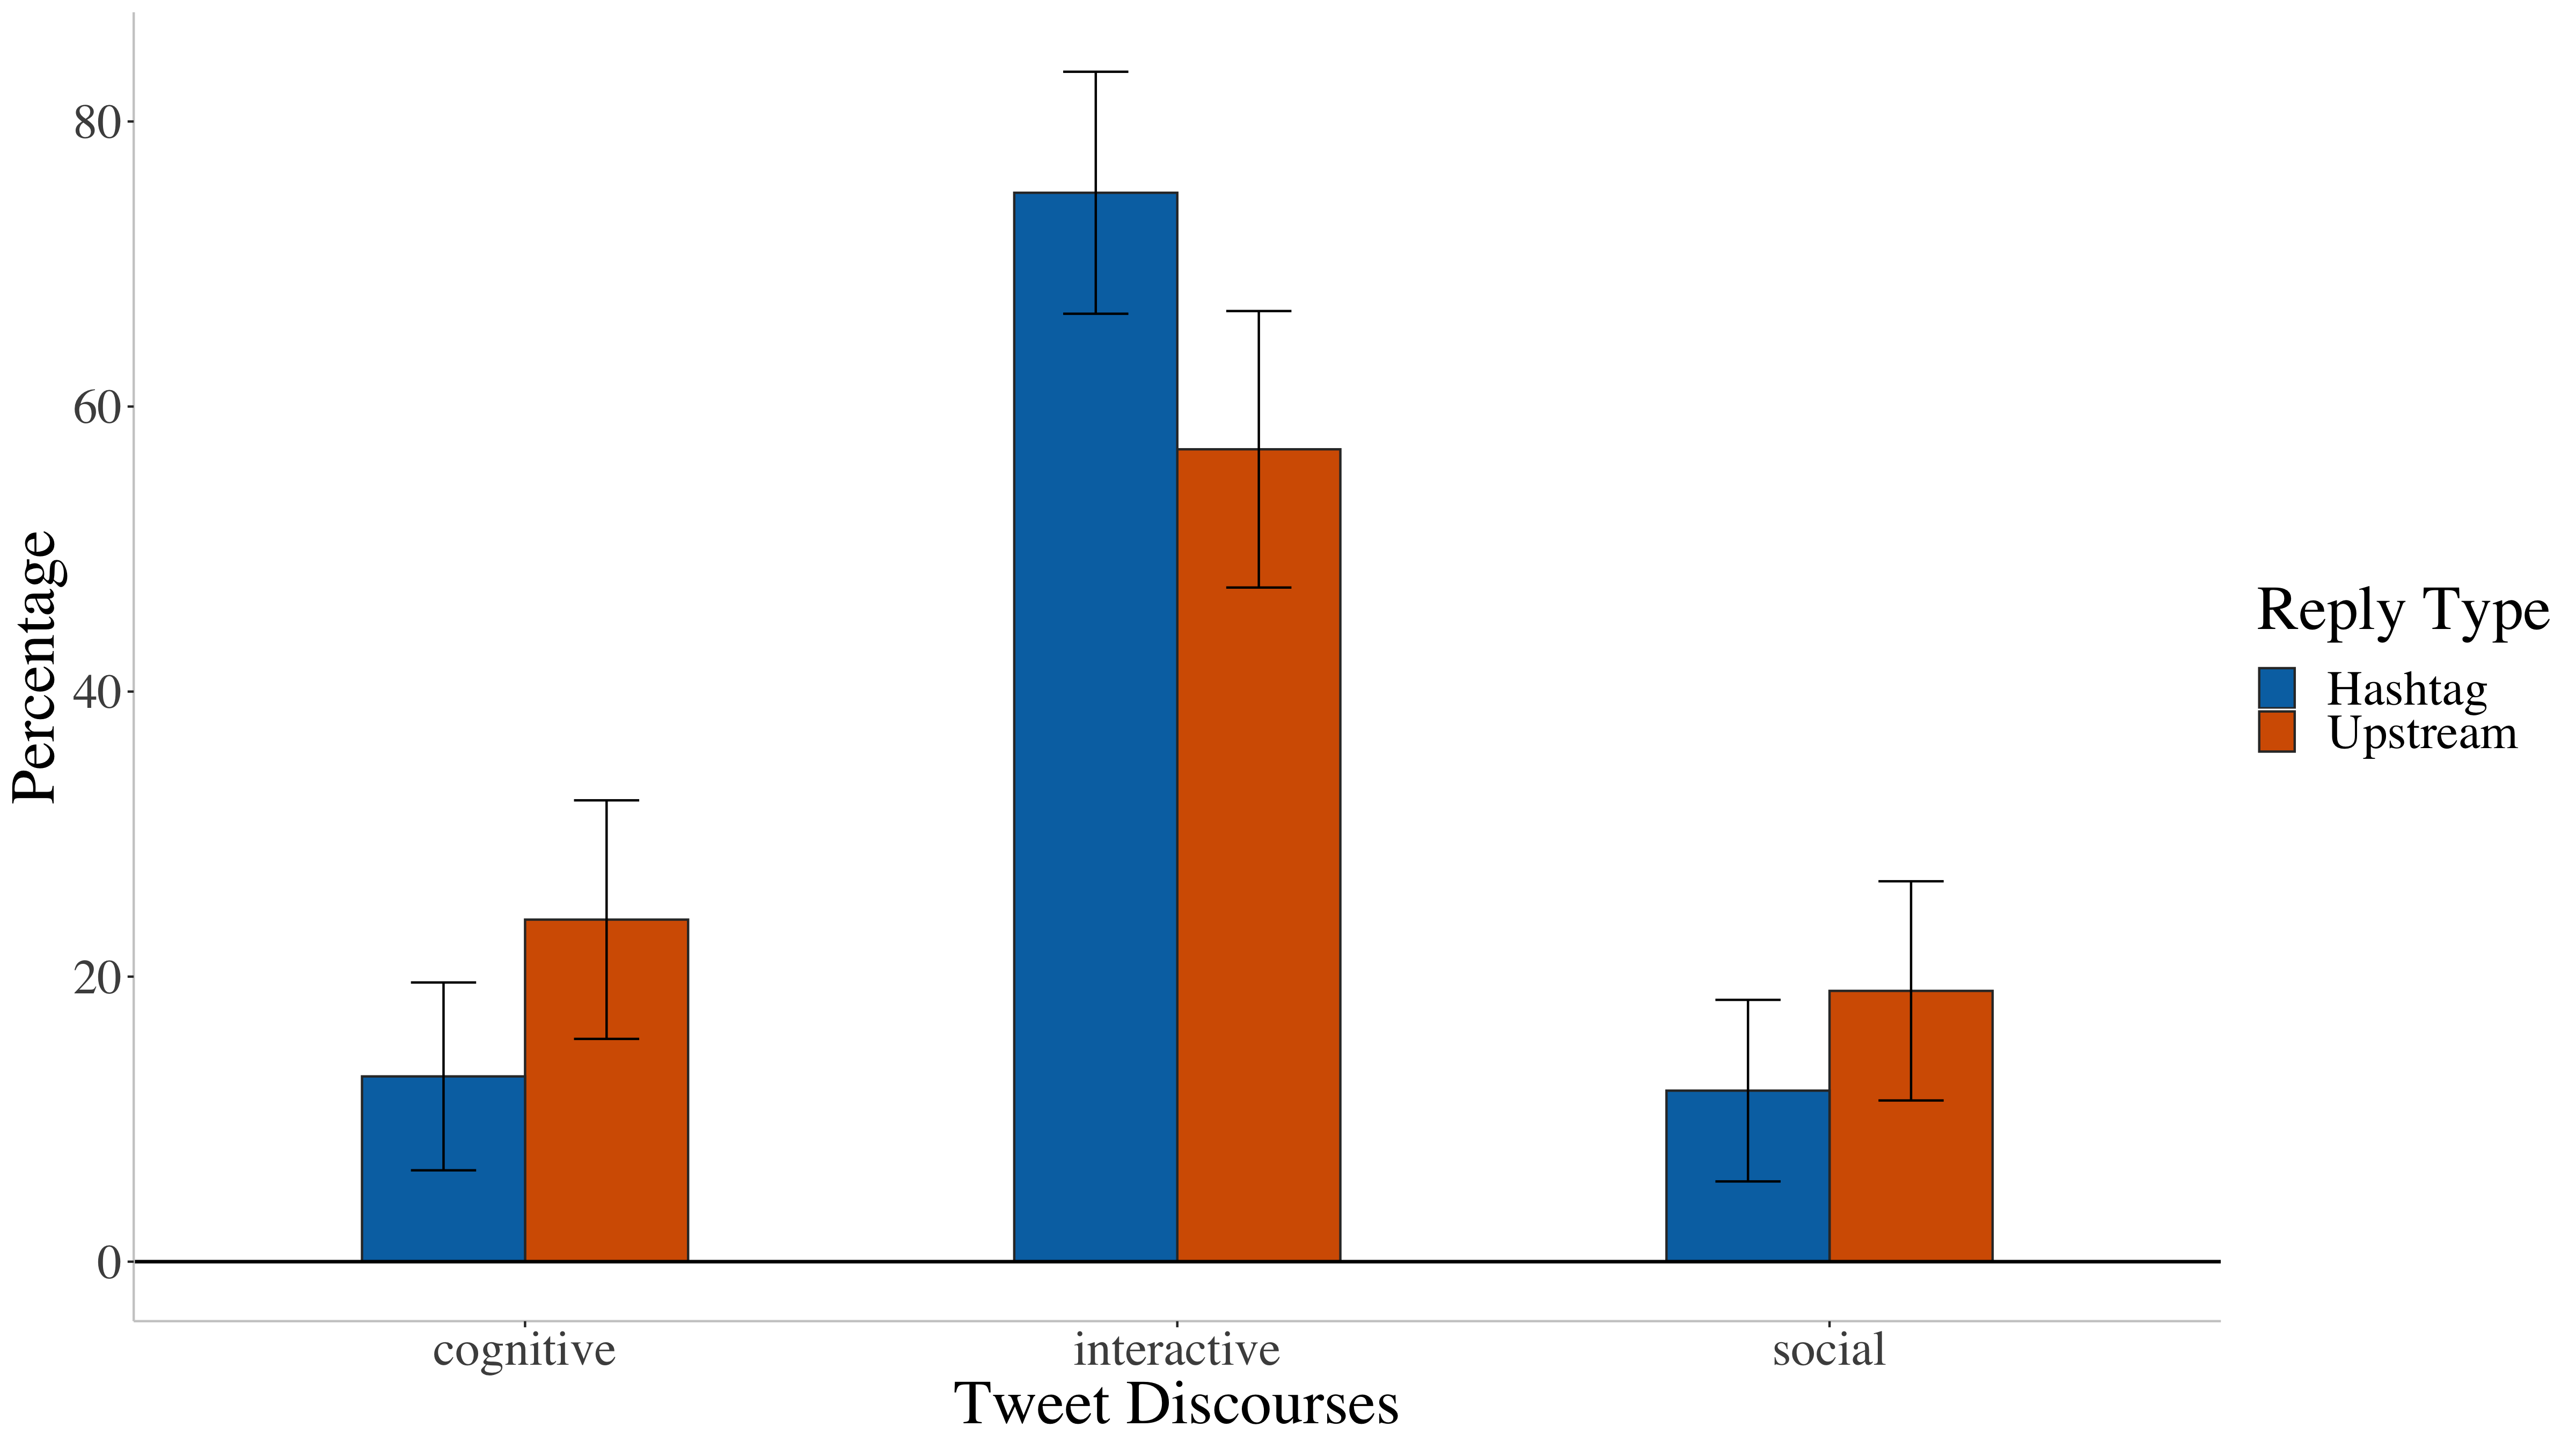 80
60
40
20
0
Percentage
cognitive
interactive
social
Tweet Discourses
Reply Type
Hashtag
Upstream